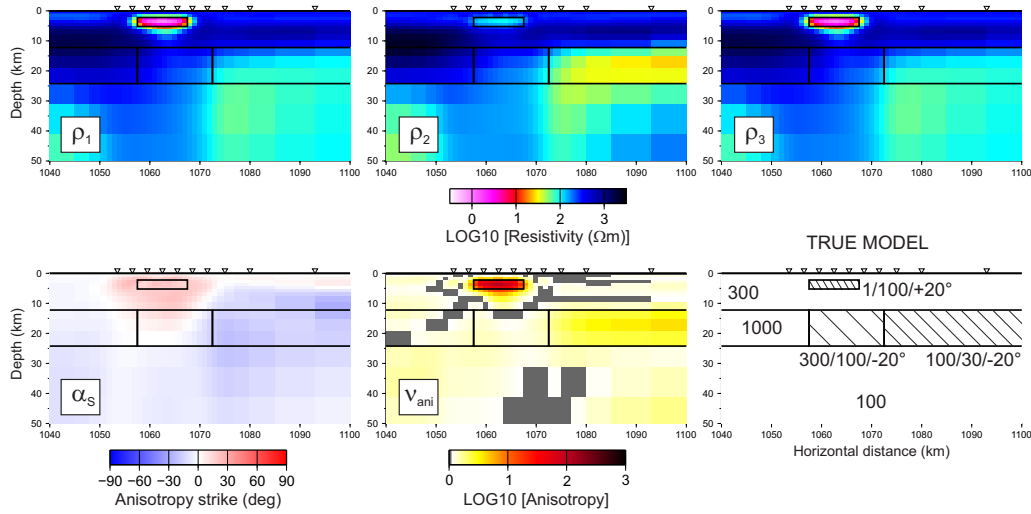 Depth (km)
0
10
20
30
40
50
ρ1
1040 1050 1060 1070 1080 1090 1100
0
10
20
30
40
50
ρ2
1040 1050 1060 1070 1080 1090 1100
0
10
20
30
40
50
ρ3
1040 1050 1060 1070 1080 1090 1100
0 1 2 3
LOG10 [Resistivity (Ωm)]
Depth (km)
0
10
20
30
40
50
αS
1040 1050 1060 1070 1080 1090 1100
−90 −60 −30 0 30 60 90
Anisotropy strike (deg)
0
10
20
30
40
50
νani
1040 1050 1060 1070 1080 1090 1100
0 1 2 3
LOG10 [Anisotropy]
TRUE MODEL
0
10
20
30
40
50
300
1/100/+20°
1000
300/100/-20°
100/30/-20°
100
1040 1050 1060 1070 1080 1090 1100
Horizontal distance (km)